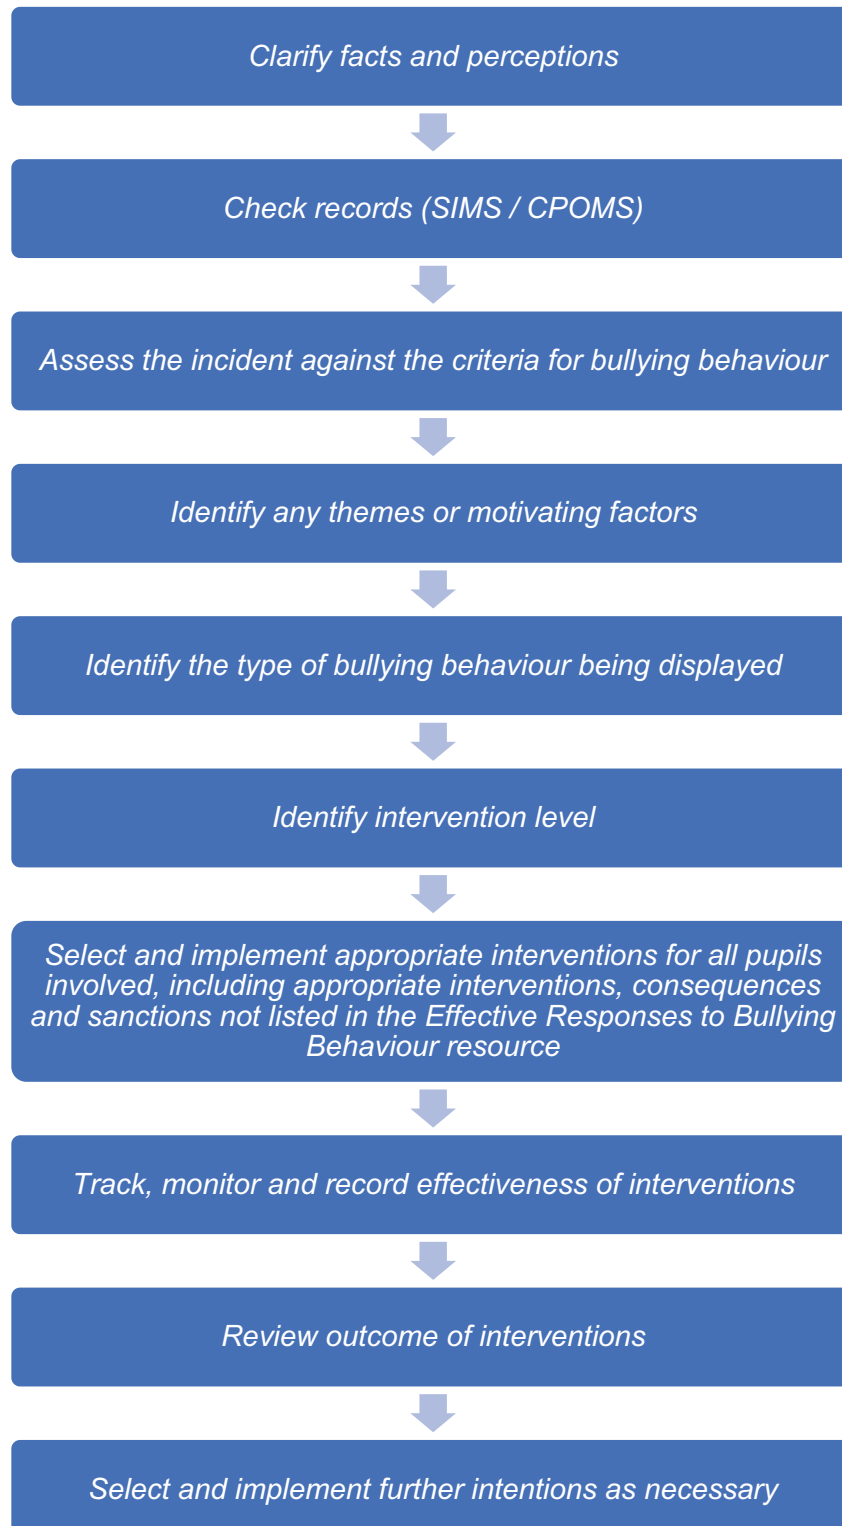 Clarify facts and perceptions
Check records (SIMS / CPOMS)
Assess the incident against the criteria for bullying behaviour
Identify any themes or motivating factors
Identify the type of bullying behaviour being displayed
Identify intervention level
Select and implement appropriate interventions for all pupils
involved, including appropriate interventions, consequences
and sanctions not listed in the Effective Responses to Bullying
Behaviour resource
Track, monitor and record effectiveness of interventions
Review outcome of interventions
Select and implement further intentions as necessary